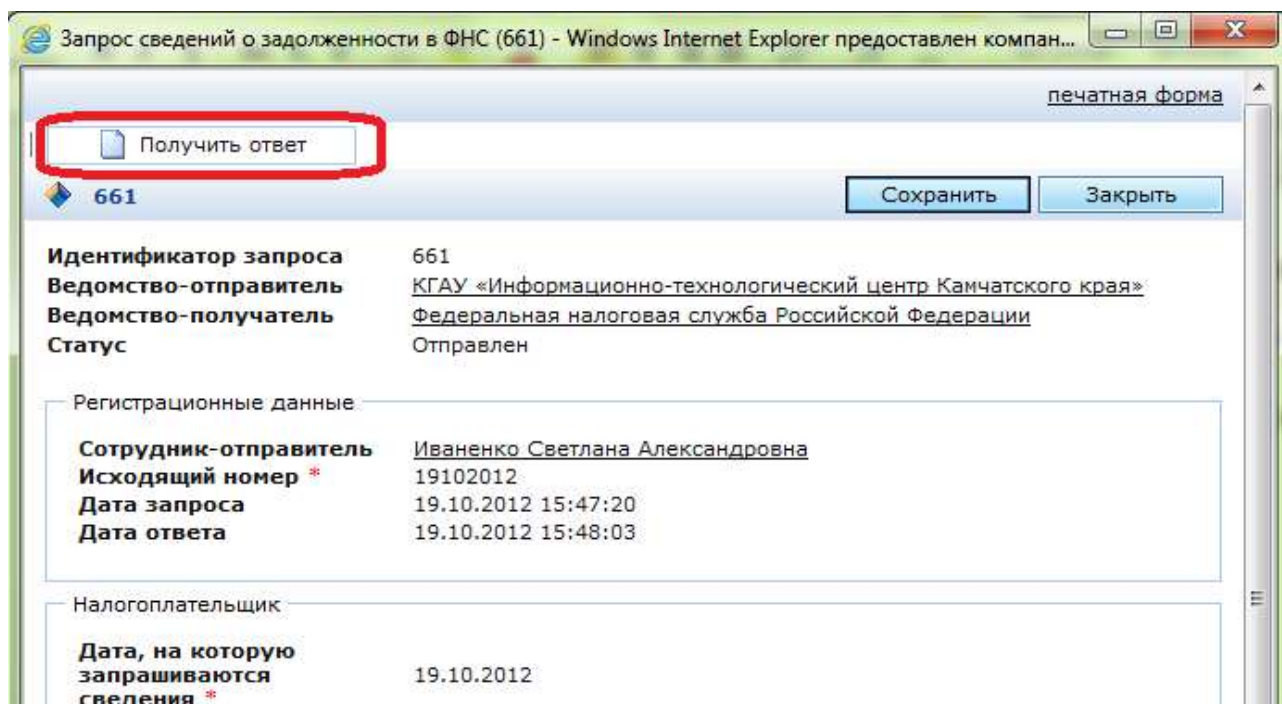 Запрос сведений о задолженности в ФНС (661) - Windows Internet Explorer предоставлен компан...
печатная форма
Получить ответ
661
Сохранить
Закрыть
Идентификатор запроса 661
Ведомство-отправитель КГАУ «Информационно-технологический центр Камчатского края»
Ведомство-получатель Федеральная налоговая служба Российской Федерации
Статус Отправлен
Регистрационные данные
Сотрудник-отправитель Иваненко Светлана Александровна
Исходящий номер * 19102012
Дата запроса 19.10.2012 15:47:20
Дата ответа 19.10.2012 15:48:03
Налогоплательщик
Дата, на которую
запрашиваются 19.10.2012
сведения *